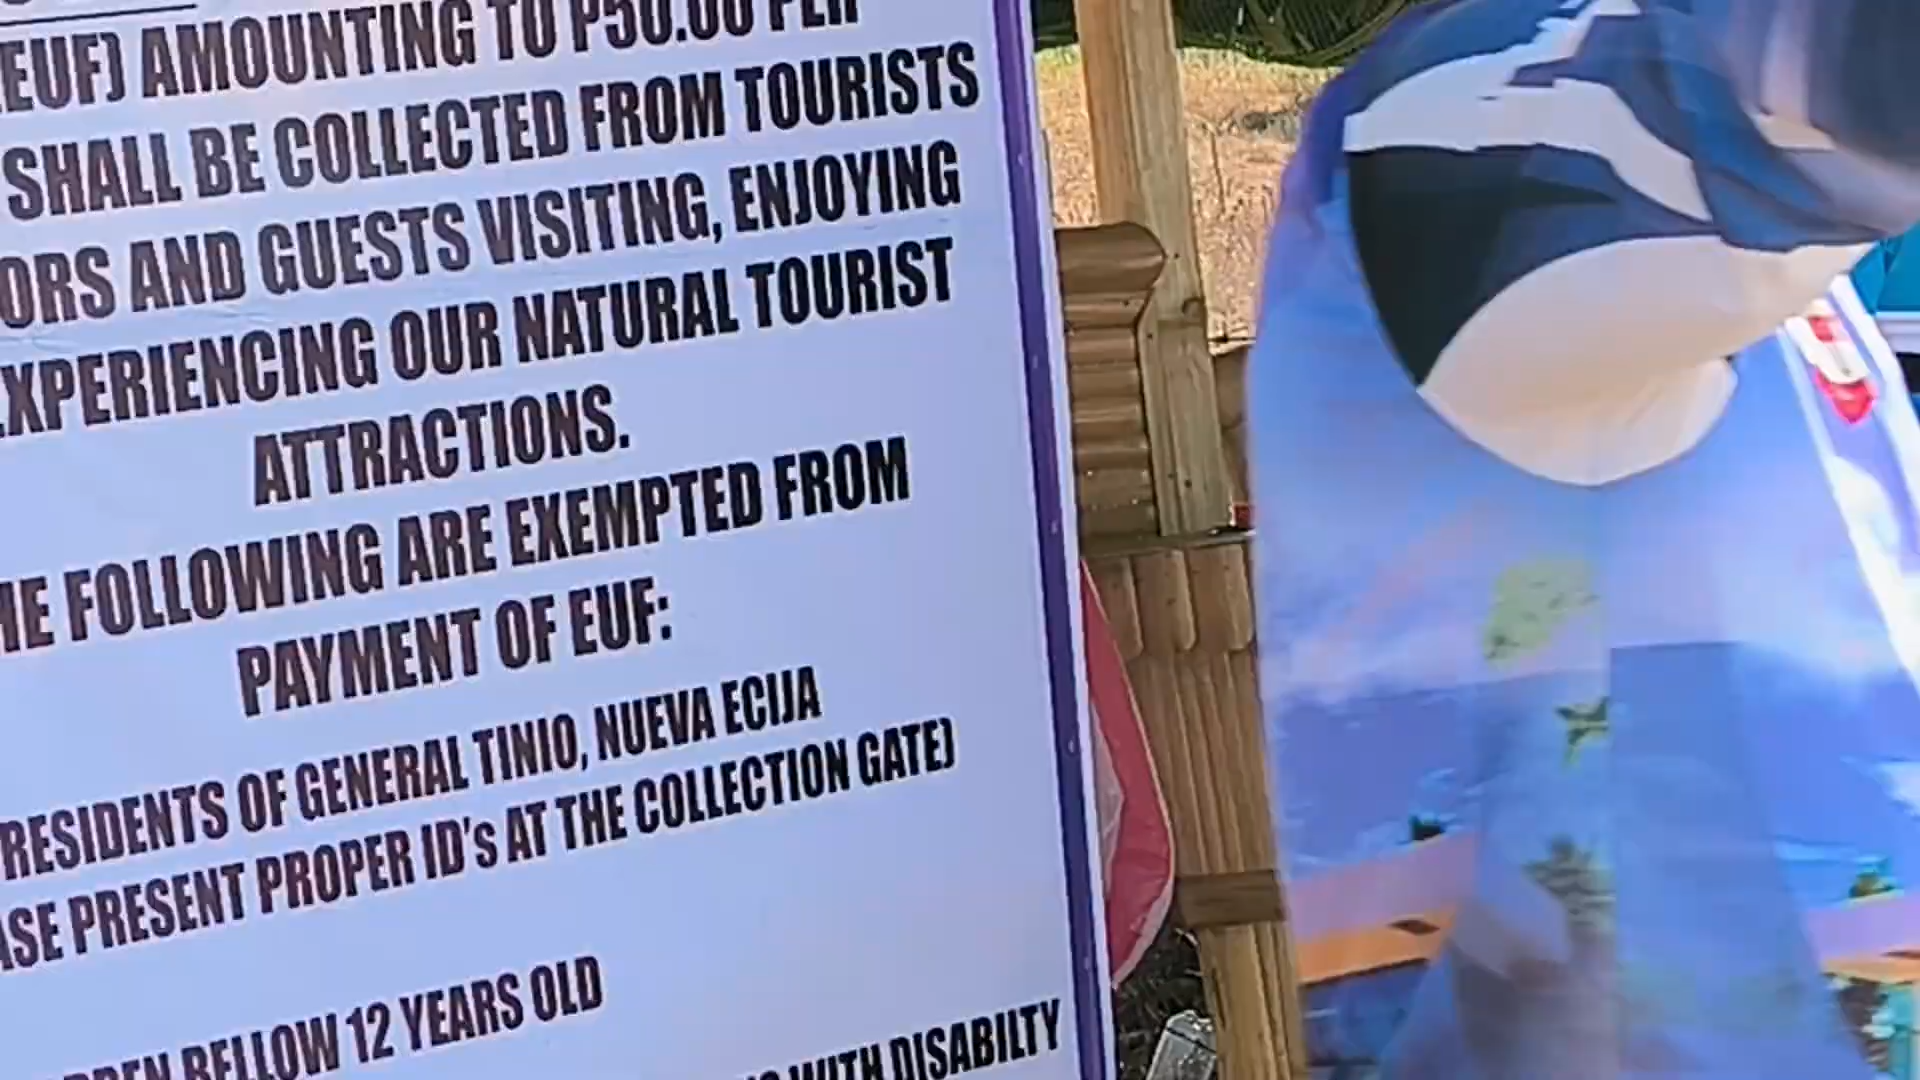 (EUF) AMOUNTING TO P50.00 PER
SHALL BE COLLECTED FROM TOURISTS
ORS AND GUESTS VISITING, ENJOYING
EXPERIENCING OUR NATURAL TOURIST
ATTRACTIONS.
HE FOLLOWING ARE EXEMPTED FROM
PAYMENT OF EUF:
RESIDENTS OF GENERAL TINIO, NUEVA ECIJA
ASE PRESENT PROPER ID's AT THE COLLECTION GATE)
DREN BELLOW 12 YEARS OLD
WITH DISABILTY